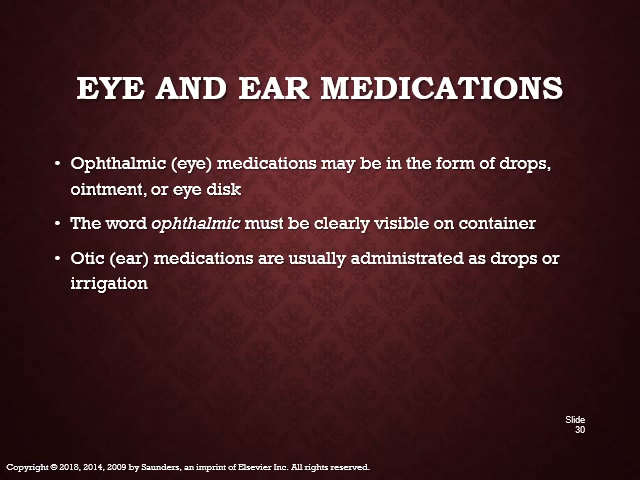 EYE AND EAR MEDICATIONS
• Ophthalmic (eye) medications may be in the form of drops,
ointment, or eye disk
• The word ophthalmic must be clearly visible on container
• Otic (ear) medications are usually administrated as drops or
irrigation
Slide
30
Copyright © 2018, 2014, 2009 by Saunders, an imprint of Elsevier Inc. All rights reserved.